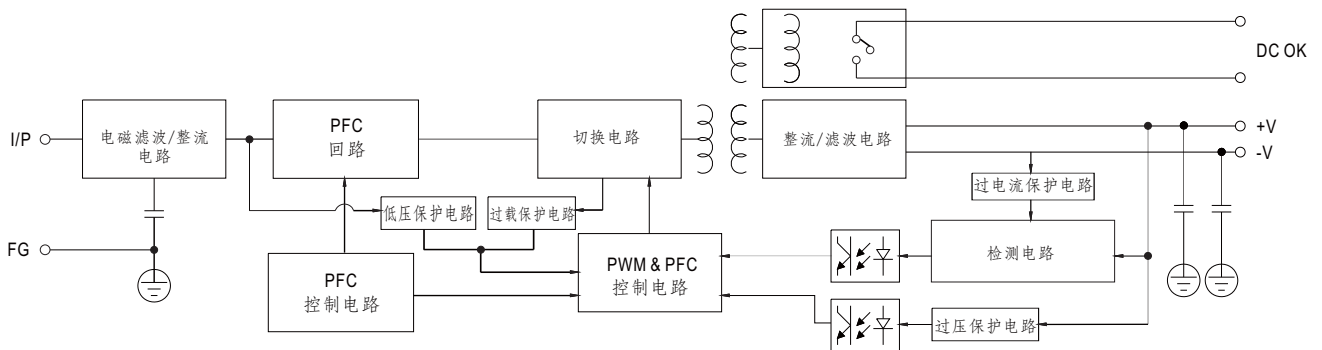 DC OK
I/P
电磁滤波/整流
电路
PFC
回路
切换电路
整流/滤波电路
+V
-V
过电流保护电路
低压保护电路
过载保护电路
FG
PFC
控制电路
PWM & PFC
控制电路
检测电路
过压保护电路